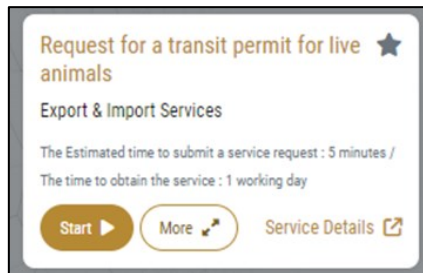 Request for a transit permit for live
animals
Export & Import Services
The Estimated time to submit a service request : 5 minutes /
The time to obtain the service : 1 working day
Start More Service Details